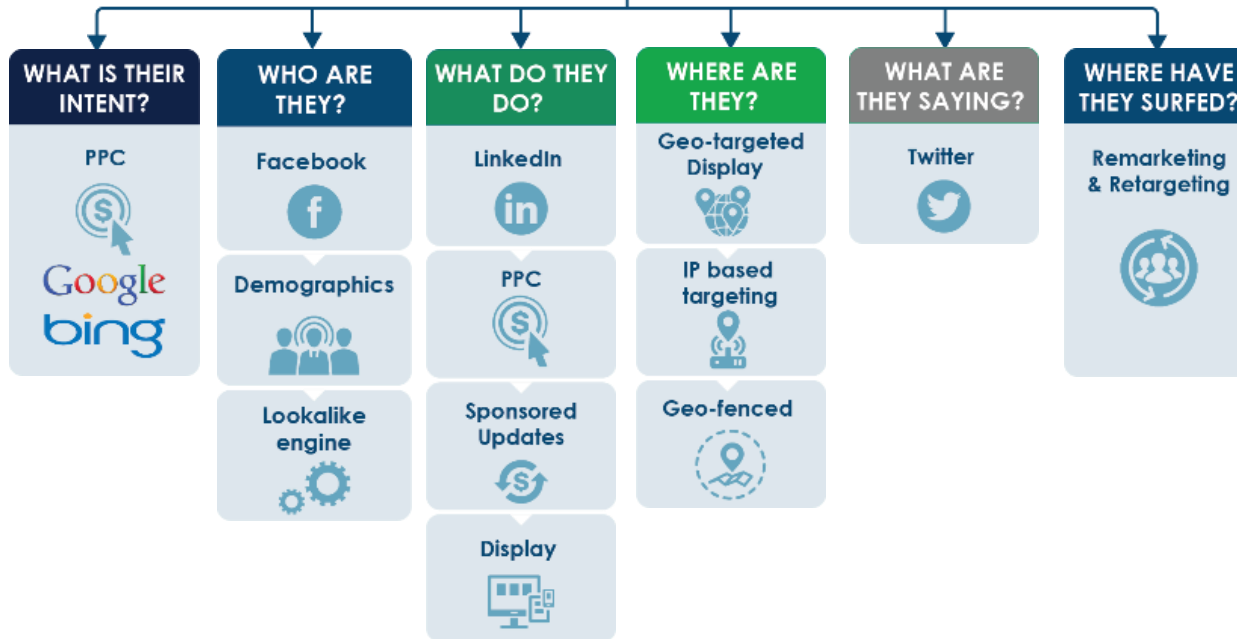 WHAT IS THEIR
INTENT?
PPC
$
Google
bing
WHO ARE
THEY?
Facebook
f
Demographics
Lookalike
engine
WHAT DO THEY
DO?
LinkedIn
in
PPC
$
Sponsored
Updates
$
Display
WHERE ARE
THEY?
Geo-targeted
Display
IP based
targeting
Geo-fenced
WHAT ARE
THEY SAYING?
Twitter
WHERE HAVE
THEY SURFED?
Remarketing
& Retargeting